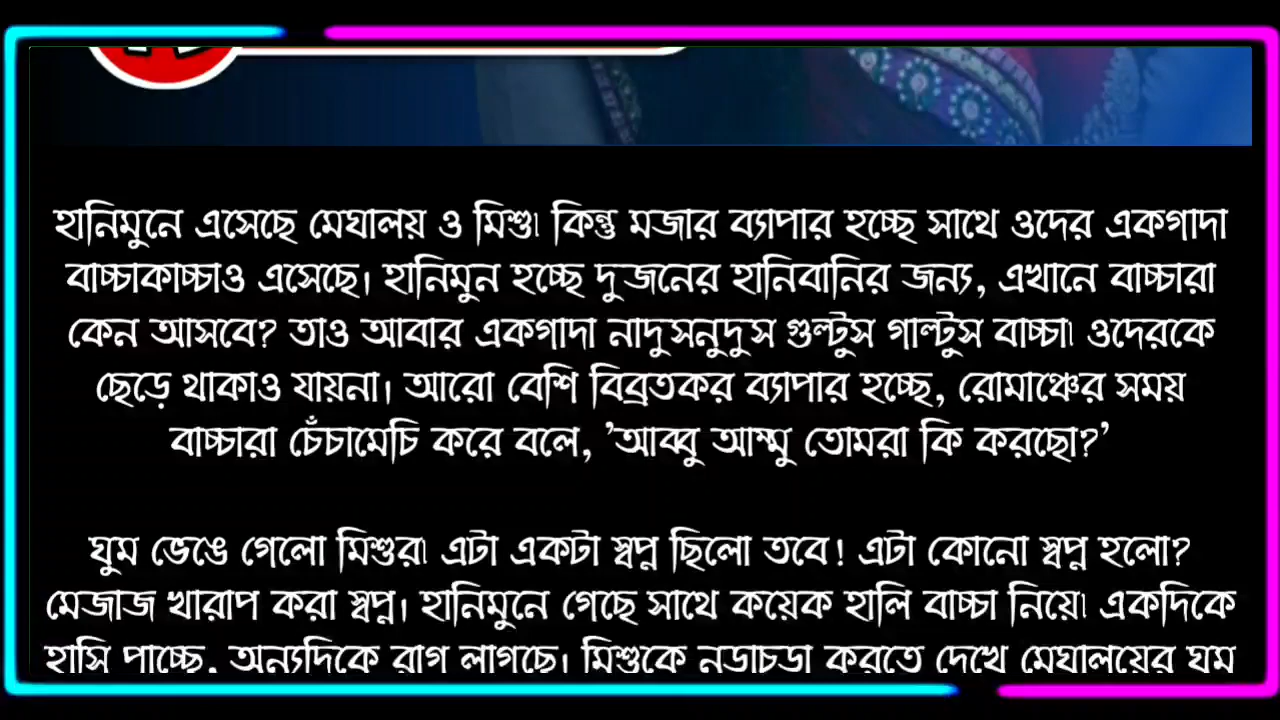 হানিমুনে এসেছে মেঘালয় ও মিশু৷ কিন্তু মজার ব্যাপার হচ্ছে সাথে ওদের একগাদা
বাচ্চাকাচ্চাও এসেছে। হানিমুন হচ্ছে দুজনের হানিবানির জন্য, এখানে বাচ্চারা
কেন আসবে? তাও আবার একগাদা নাদুসনুদুস গুল্টুস গাল্টুস বাচ্চা৷ ওদেরকে
ছেড়ে থাকাও যায়না। আরো বেশি বিব্রতকর ব্যাপার হচ্ছে, রোমাঞ্চের সময়
বাচ্চারা চেঁচামেচি করে বলে, 'আব্বু আম্মু তোমরা কি করছো?'
ঘুম ভেঙে গেলো মিশুর৷ এটা একটা স্বপ্ন ছিলো তবে! এটা কোনো স্বপ্ন হলো?
মেজাজ খারাপ করা স্বপ্ন। হানিমুনে গেছে সাথে কয়েক হালি বাচ্চা নিয়ে৷ একদিকে
হাসি পাচ্ছে, অন্যদিকে রাগ লাগছে। মিশুকে নড়াচড়া করতে দেখে মেঘালয়ের ঘুম